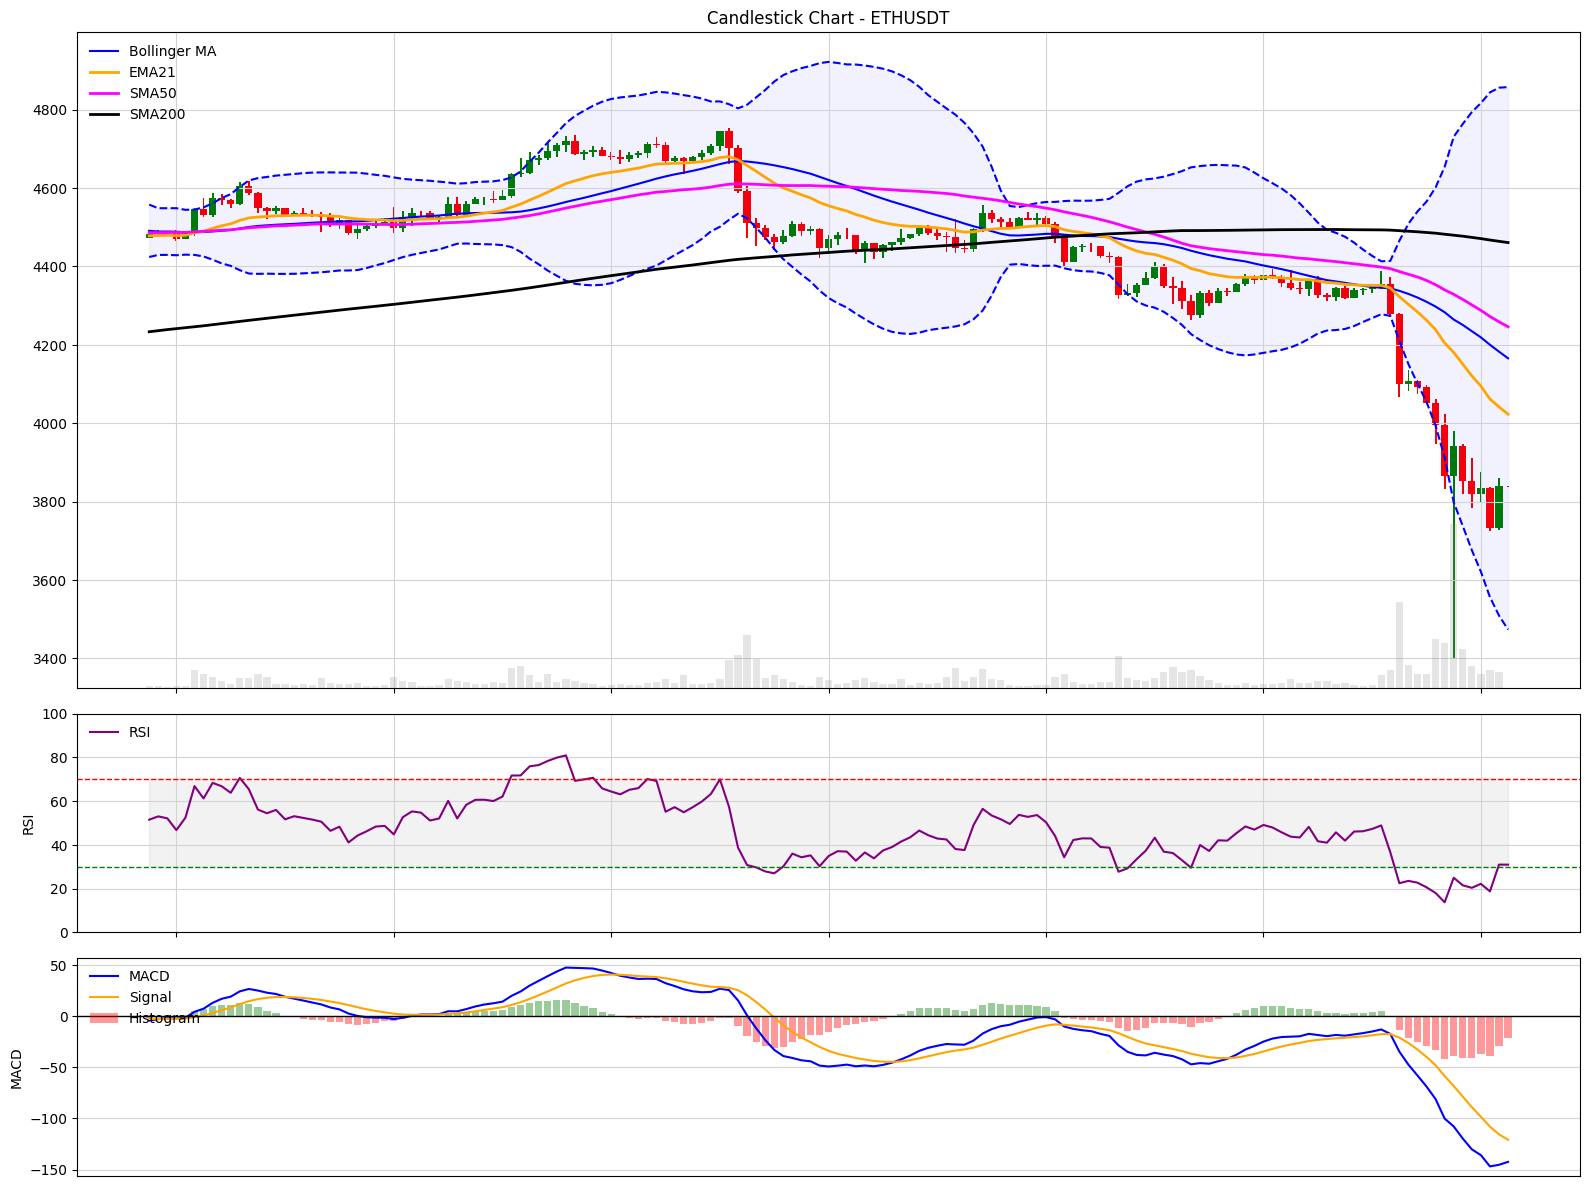 Candlestick Chart - ETHUSDT
Bollinger MA
EMA21
SMA50
SMA200
4800
4600
4400
4200
4000
3800
3600
3400
RSI
100
80
60
40
20
0
RSI
MACD
Signal
Histogram
50
0
−50
−100
−150
MACD